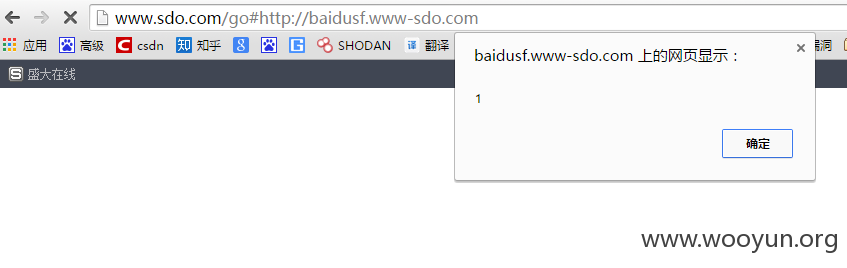 www.sdo.com/go#http://baidusf.www-sdo.com
应用 高级 csdn 知乎 SHODAN 翻译 漏洞
盛大在线
baidusf.www-sdo.com 上的网页显示：
1
确定
www.wooyun.org